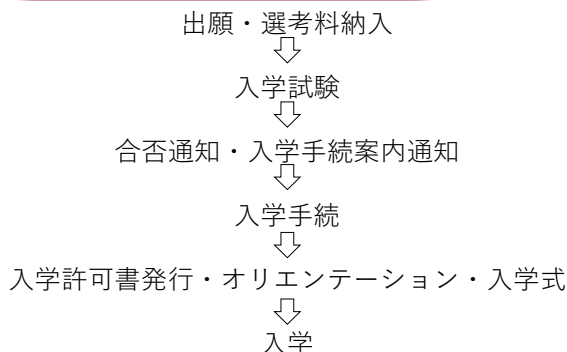 出願・選考料納入
入学試験
合否通知・入学手続案内通知
入学手続
入学許可書発行・オリエンテーション・入学式
入学